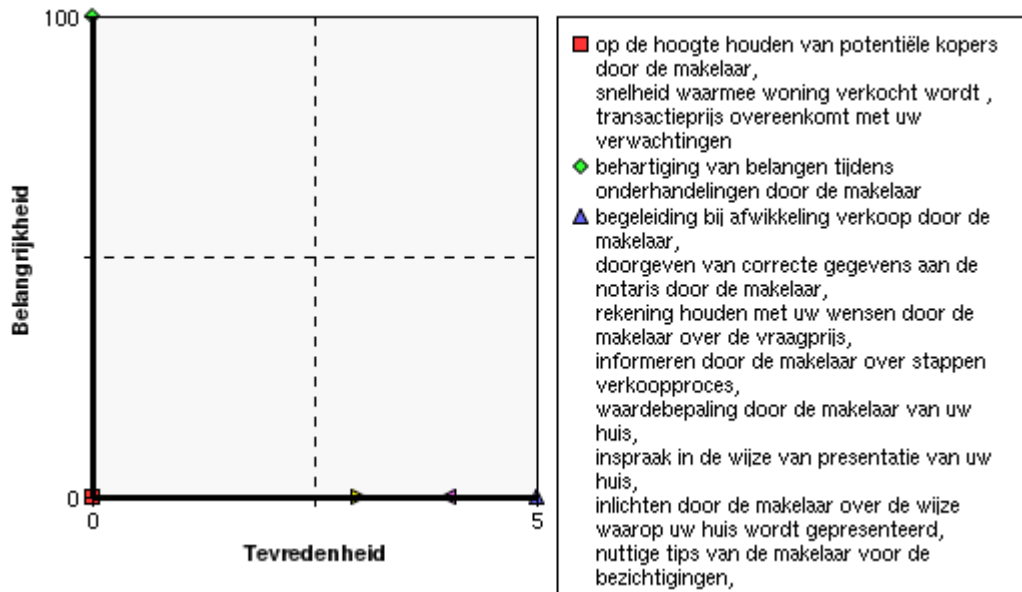 100
Belangrijkheid
0
0
5
Tevredenheid
op de hoogte houden van potentiële kopers
door de makelaar,
snelheid waarmee woning verkocht wordt ,
transactieprijs overeenkomt met uw
verwachtingen
behartiging van belangen tijdens
onderhandelingen door de makelaar
begeleiding bij afwikkeling verkoop door de
makelaar,
doorgeven van correcte gegevens aan de
notaris door de makelaar,
rekening houden met uw wensen door de
makelaar over de vraagprijs,
informeren door de makelaar over stappen
verkoopproces,
waardebepaling door de makelaar van uw
huis,
inspraak in de wijze van presentatie van uw
huis,
inlichten door de makelaar over de wijze
waarop uw huis wordt gepresenteerd,
nuttige tips van de makelaar voor de
bezichtigingen,